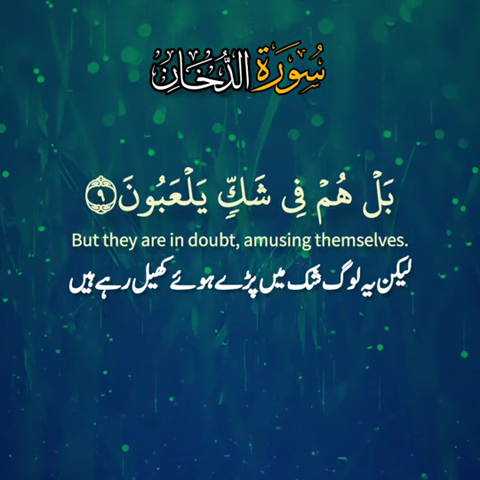 سُورَةُ الدُّخَانِ
بَلۡ هُمۡ فِی شَكࣲّ یَلۡعَبُونَ ۝٩
But they are in doubt, amusing themselves.
لیکن یہ لوگ شک میں پڑے ہوئے کھیل رہے ہیں